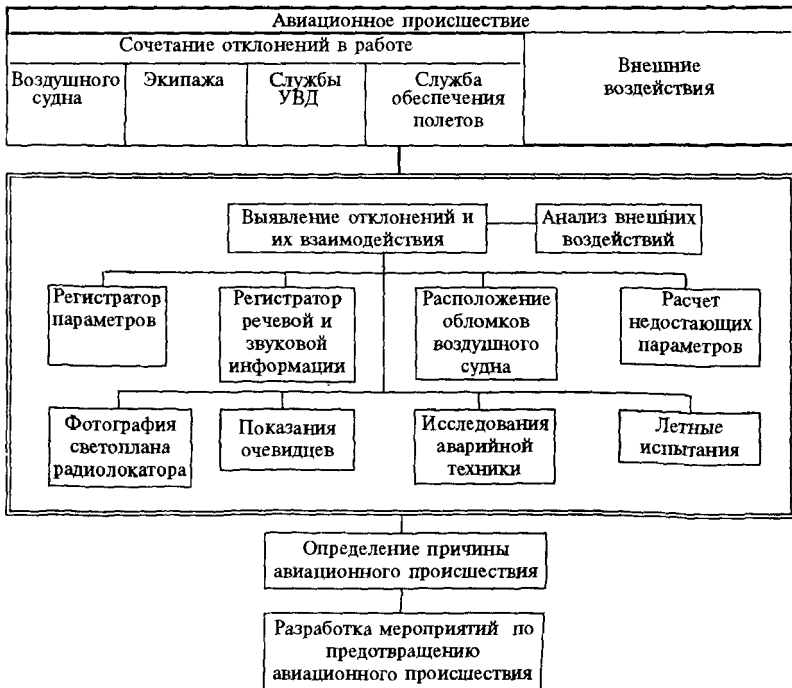 Авиационное происшествие
Сочетание отклонений в работе
Воздушного
судна
Экипажа
Службы
УВД
Служба
обеспечения
полетов
Внешние
воздействия
Выявление отклонений и
их взаимодействия
Анализ внешних
воздействий
Регистратор
параметров
Регистратор
речевой и
звуковой
информации
Расположение
обломков
воздушного
судна
Расчет
недостающих
параметров
Фотография
светоплана
радиолокатора
Показания
очевидцев
Исследования
аварийной
техники
Летные
испытания
Определение причины
авиационного происшествия
Разработка мероприятий по
предотвращению
авиационного происшествия